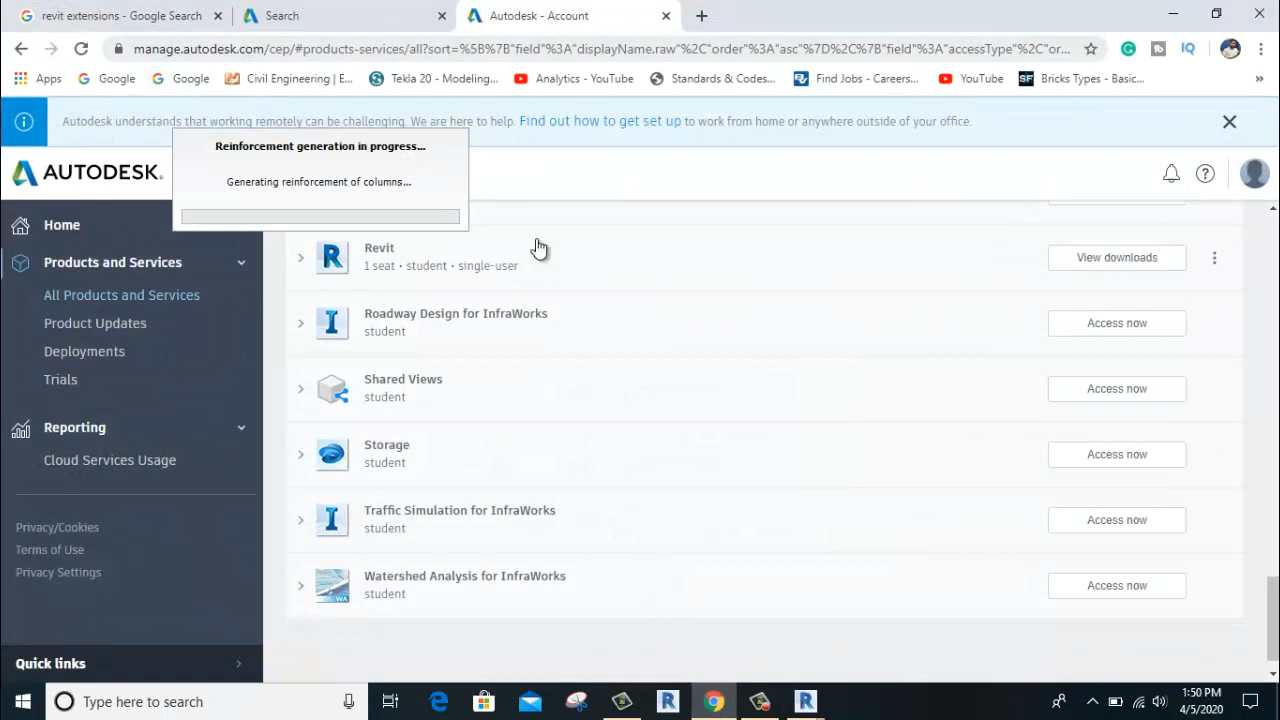 revit extensions - Google Search
Search
Autodesk - Account
manage.autodesk.com/cep/#products-services/all?sort=%5B%7B"field"%3A"displayName.raw"%2C"order"%3A"asc"%7D%2C%7B"field"%3A"accessType"%2C"or...
Apps
Google
Google
Civil Engineering | E...
Tekla 20 - Modeling...
Analytics - YouTube
Standards & Codes...
Find Jobs - Careers...
YouTube
Bricks Types - Basic...
»
Autodesk understands that working remotely can be challenging. We are here to help. Find out how to get set up to work from home or anywhere outside of your office.
Reinforcement generation in progress...
Generating reinforcement of columns...
AUTODESK.
Home
Products and Services
All Products and Services
Product Updates
Deployments
Trials
Reporting
Cloud Services Usage
Privacy/Cookies
Terms of Use
Privacy Settings
Quick links
Revit
1 seat • student • single-user
View downloads
Roadway Design for InfraWorks
student
Access now
Shared Views
student
Access now
Storage
student
Access now
Traffic Simulation for InfraWorks
student
Access now
Watershed Analysis for InfraWorks
student
Access now
Type here to search
1:50 PM
4/5/2020